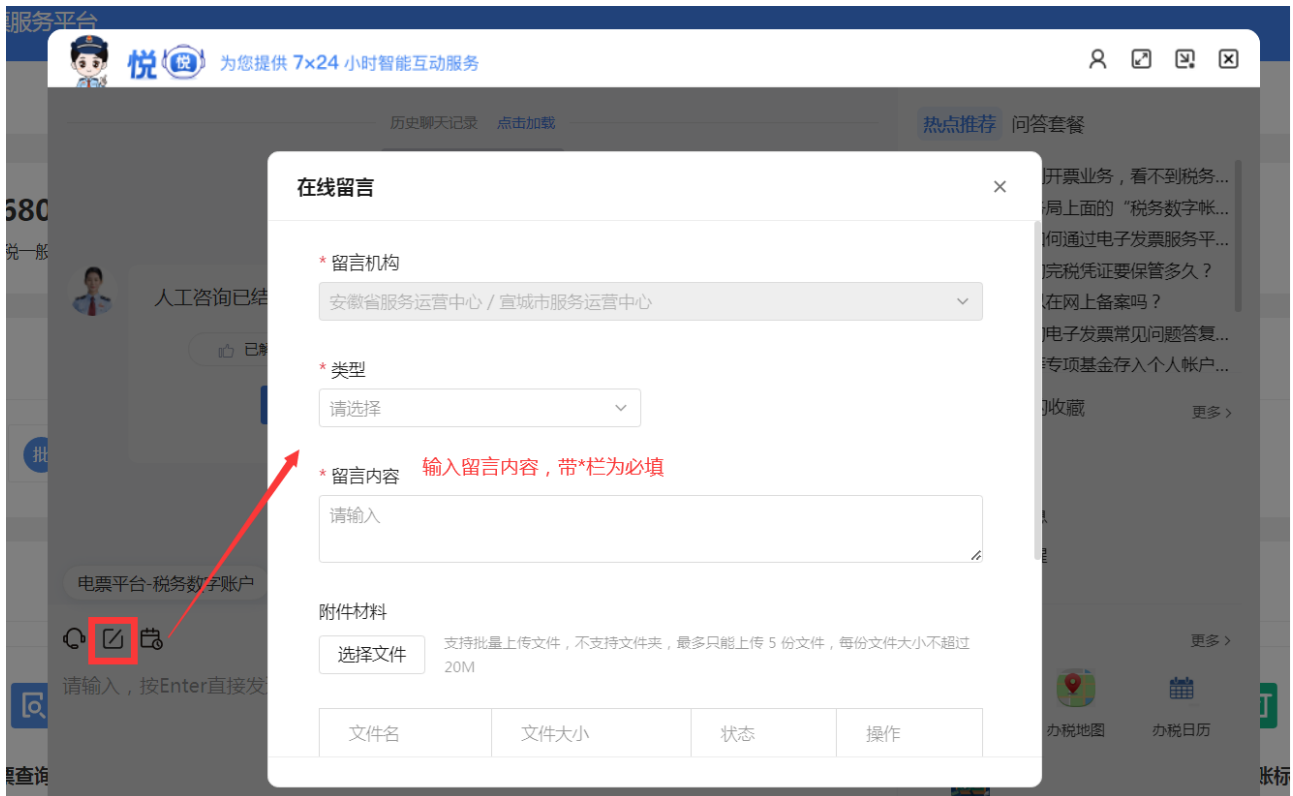 票服务平台
悦 悦 为您提供 7×24 小时智能互动服务
历史聊天记录 点击加载
热点推荐 问答套餐
在线留言
开票业务，看不到税务...
局上面的“税务数字帐...
680
税一般
* 留言机构
何通过电子发票服务平...
安徽省服务运营中心 / 宣城市服务运营中心
完税凭证要保管多久？
人工咨询已结
在网上备案吗？
电子发票常见问题答复...
已解
* 类型
专项基金存入个人帐户...
请选择
收藏
更多
批
* 留言内容
输入留言内容，带*栏为必填
请输入
电票平台-税务数字账户
附件材料
选择文件
支持批量上传文件，不支持文件夹，最多只能上传 5 份文件，每份文件大小不超过
20M
更多
请输入，按Enter直接发
文件名 文件大小 状态 操作
办税地图 办税日历
票查询
账标